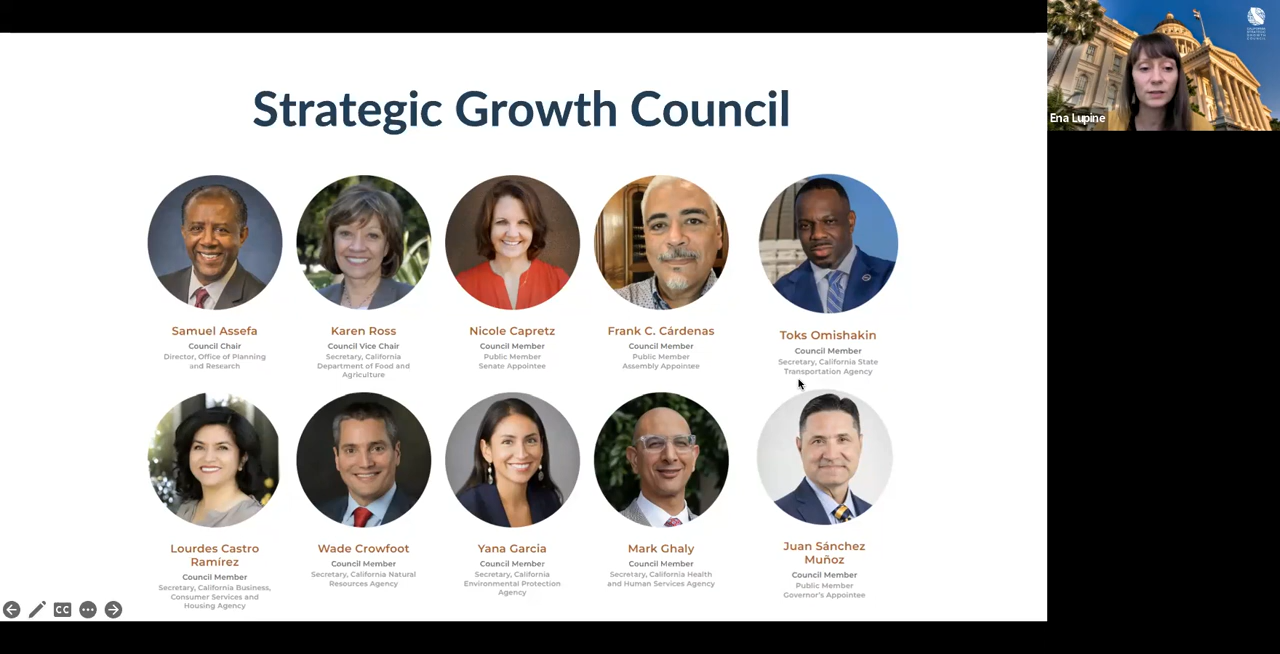 Strategic Growth Council
Ena Lupine
Samuel Assefa
Council Chair
Director, Office of Planning
and Research
Karen Ross
Council Vice Chair
Secretary, California
Department of Food and
Agriculture
Nicole Capretz
Council Member
Public Member
Senate Appointee
Frank C. Cárdenas
Council Member
Public Member
Assembly Appointee
Toks Omishakin
Council Member
Secretary, California State
Transportation Agency
Lourdes Castro
Ramírez
Council Member
Secretary, California Business,
Consumer Services and
Housing Agency
Wade Crowfoot
Council Member
Secretary, California Natural
Resources Agency
Yana Garcia
Council Member
Secretary, California
Environmental Protection
Agency
Mark Ghaly
Council Member
Secretary, California Health
and Human Services Agency
Juan Sánchez
Muñoz
Council Member
Public Member
Governor's Appointee
CC